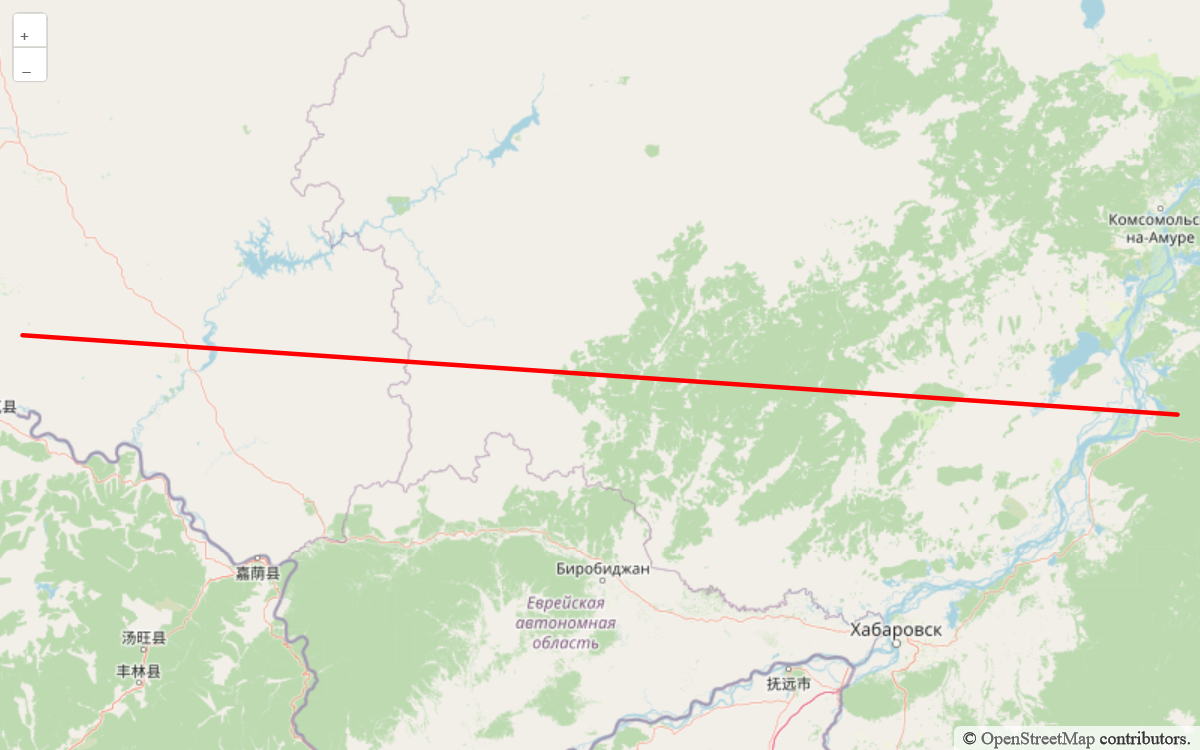 +
–
Комсомольс
на-Амуре
县
嘉荫县
Биробиджан
Еврейская
автономная
область
Хабаровск
汤旺县
丰林县
抚远市
© OpenStreetMap contributors.